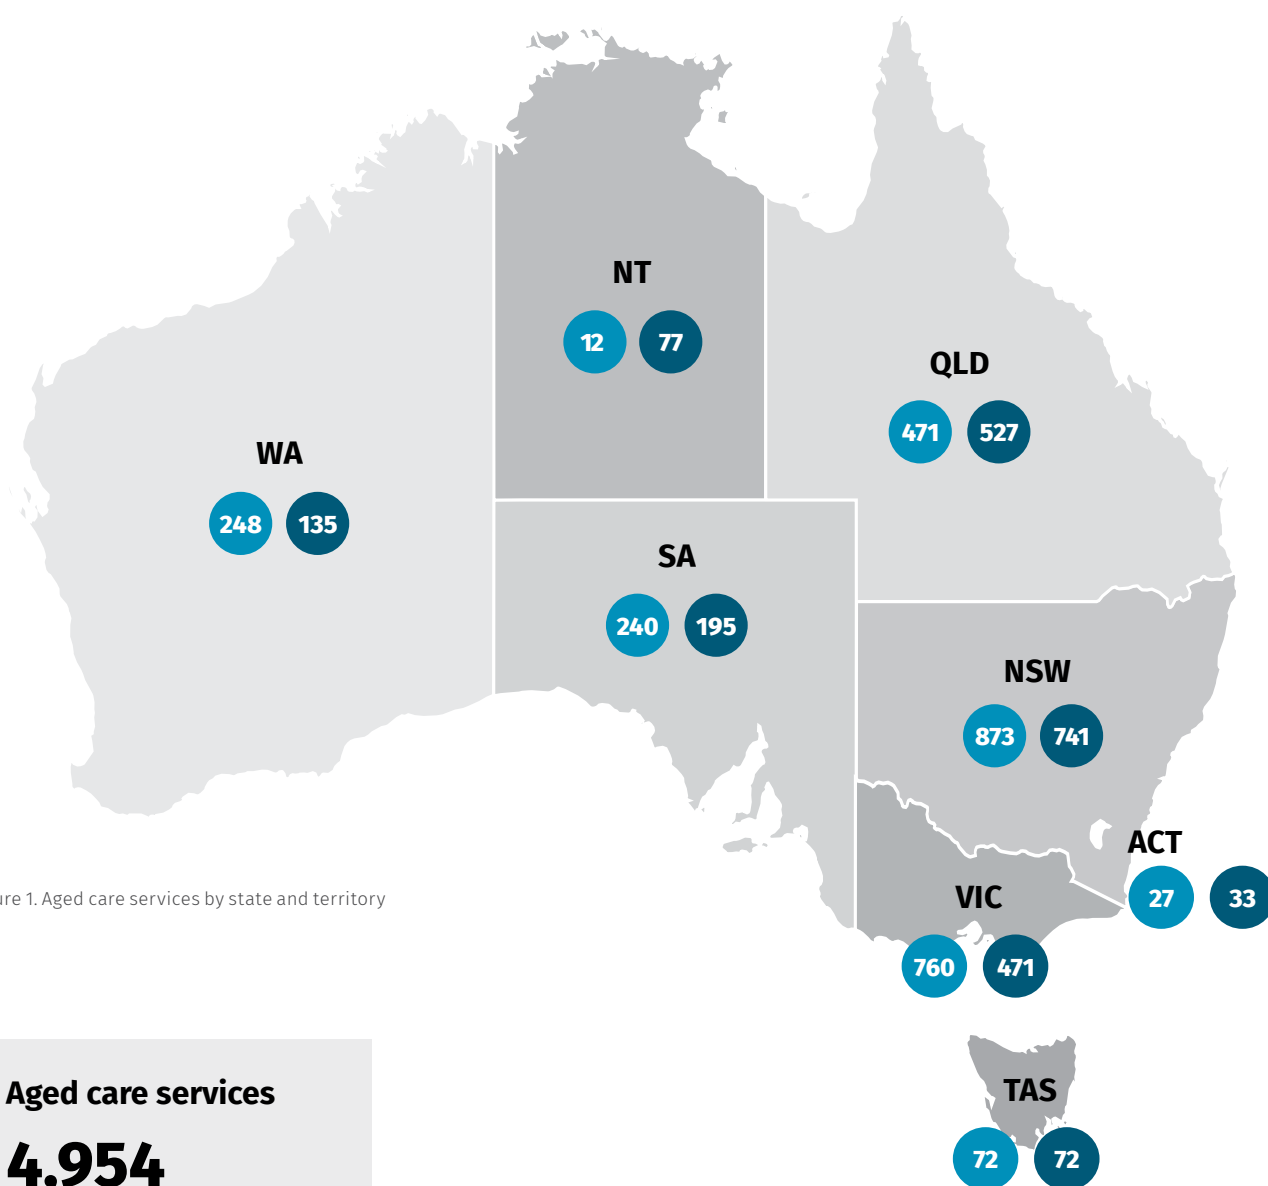 NT
12 77
QLD
471 527
WA
248 135
SA
240 195
NSW
873 741
ACT
27 33
ure 1. Aged care services by state and territory
VIC
760 471
Aged care services
4,954
TAS
72 72